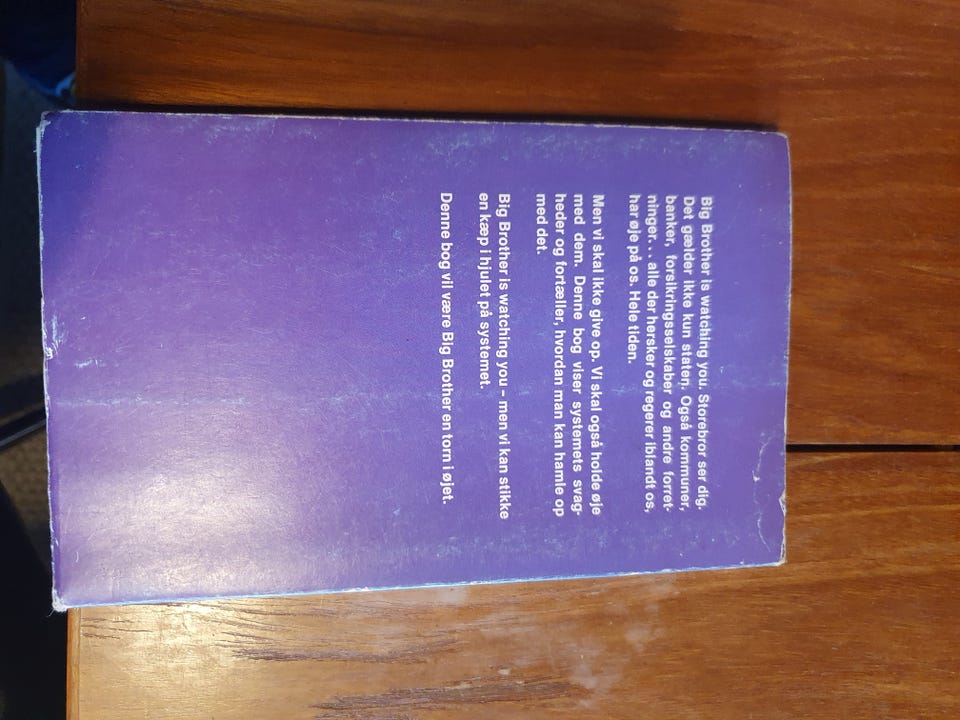 Big Brother is watching you. Storebror ser dig.
Det gælder ikke kun staten. Også kommuner,
banker, forsikringsselskaber og andre forret-
ninger... alle der hersker og regerer iblandt os,
har øje på os. Hele tiden.
Men vi skal ikke give op. Vi skal også holde øje
med dem. Denne bog viser systemets svag-
heder og fortæller, hvordan man kan hamle op
med det.
Big Brother is watching you – men vi kan stikke
en kæp i hjulet på systemet.
Denne bog vil være Big Brother en torn i øjet.